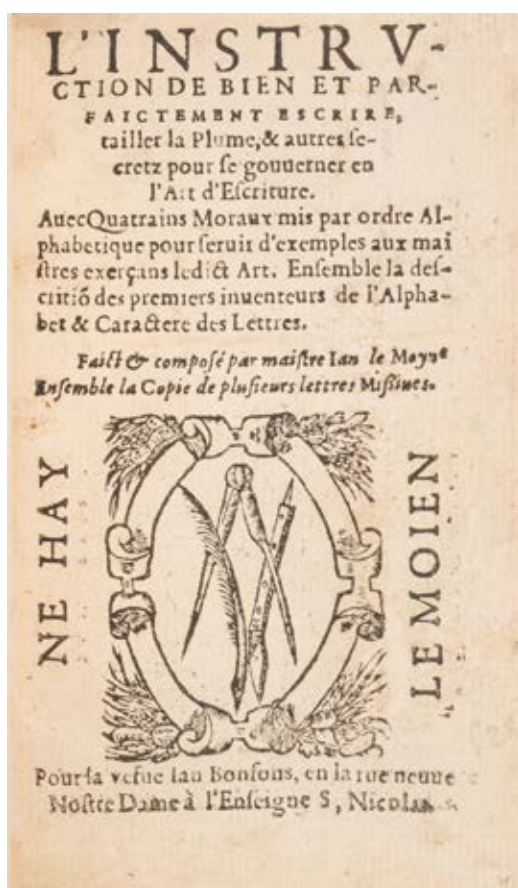 L'INSTRV-
CTION DE BIEN ET PAR-
FAICTEMENT ESCRIRE,
tailler la Plume, & autres ſe-
cretz pour ſe gouuerner en
l'Art d'Eſcriture.
AuecQuatrains Moraux mis par ordre Al-
phabetique pour ſeruir d'exemples aux mai
ſtres exerçans ledict Art. Enſemble la deſ-
critiõ des premiers inuenteurs de l'Alpha-
bet & Caractere des Lettres.
Faict & compoſé par maiſtre Ian le Moyne
Enſemble la Copie de pluſieurs lettres Miſſiues.
NE HAY
LE MOIEN
Pour la vefue Ian Bonfons, en la rue neuue
Noſtre Dame à l'Enſeigne S, Nicolas